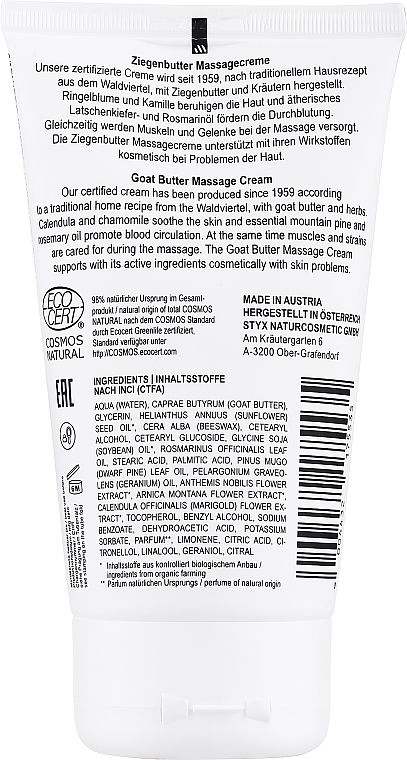 Ziegenbutter Massagecreme
Unsere zertifizierte Creme wird seit 1959, nach traditionellem Hausrezept
aus dem Waldviertel, mit Ziegenbutter und Kräutern hergestellt.
Ringelblume und Kamille beruhigen die Haut und ätherisches
Latschenkiefer- und Rosmarinöl fördern die Durchblutung.
Gleichzeitig werden Muskeln und Gelenke bei der Massage versorgt.
Die Ziegenbutter Massagecreme unterstützt mit ihren Wirkstoffen
kosmetisch bei Problemen der Haut.
Goat Butter Massage Cream
Our certified cream has been produced since 1959 according
to a traditional home recipe from the Waldviertel, with goat butter and herbs.
Calendula and chamomile soothe the skin and essential mountain pine and
rosemary oil promote blood circulation. At the same time muscles and strains
are cared for during the massage. The Goat Butter Massage Cream
supports with its active ingredients cosmetically with skin problems.
ECO
CERT
COSMOS
NATURAL
98% natürlicher Ursprung im Gesamt-
produkt / natural origin of total COSMOS
NATURAL nach dem COSMOS Standard
durch Ecocert Greenlife zertifiziert,
Standard verfügbar unter
http://COSMOS.ecocert.com
MADE IN AUSTRIA
HERGESTELLT IN ÖSTERREICH
STYX NATURCOSMETIC GMBH
Am Kräutergarten 6
A-3200 Ober-Grafendorf
EAC
6M
INGREDIENTS | INHALTSSTOFFE
NACH INCI (CTFA)
AQUA (WATER), CAPRAE BUTYRUM (GOAT BUTTER),
GLYCERIN, HELIANTHUS ANNUUS (SUNFLOWER)
SEED OIL*, CERA ALBA (BEESWAX), CETEARYL
ALCOHOL, CETEARYL GLUCOSIDE, GLYCINE SOJA
(SOYBEAN) OIL*, ROSMARINUS OFFICINALIS LEAF
OIL, STEARIC ACID, PALMITIC ACID, PINUS MUGO
(DWARF PINE) LEAF OIL, PELARGONIUM GRAVEO-
LENS (GERANIUM) OIL, ANTHEMIS NOBILIS FLOWER
EXTRACT*, ARNICA MONTANA FLOWER EXTRACT*,
CALENDULA OFFICINALIS (MARIGOLD) FLOWER EX-
TRACT*, TOCOPHEROL, BENZYL ALCOHOL, SODIUM
BENZOATE, DEHYDROACETIC ACID, POTASSIUM
SORBATE, PARFUM**, LIMONENE, CITRIC ACID, CI-
TRONELLOL, LINALOOL, GERANIOL, CITRAL
* Inhaltsstoffe aus kontrolliert biologischem Anbau /
ingredients from organic farming
** Parfum natürlichen Ursprungs / perfume of natural origin